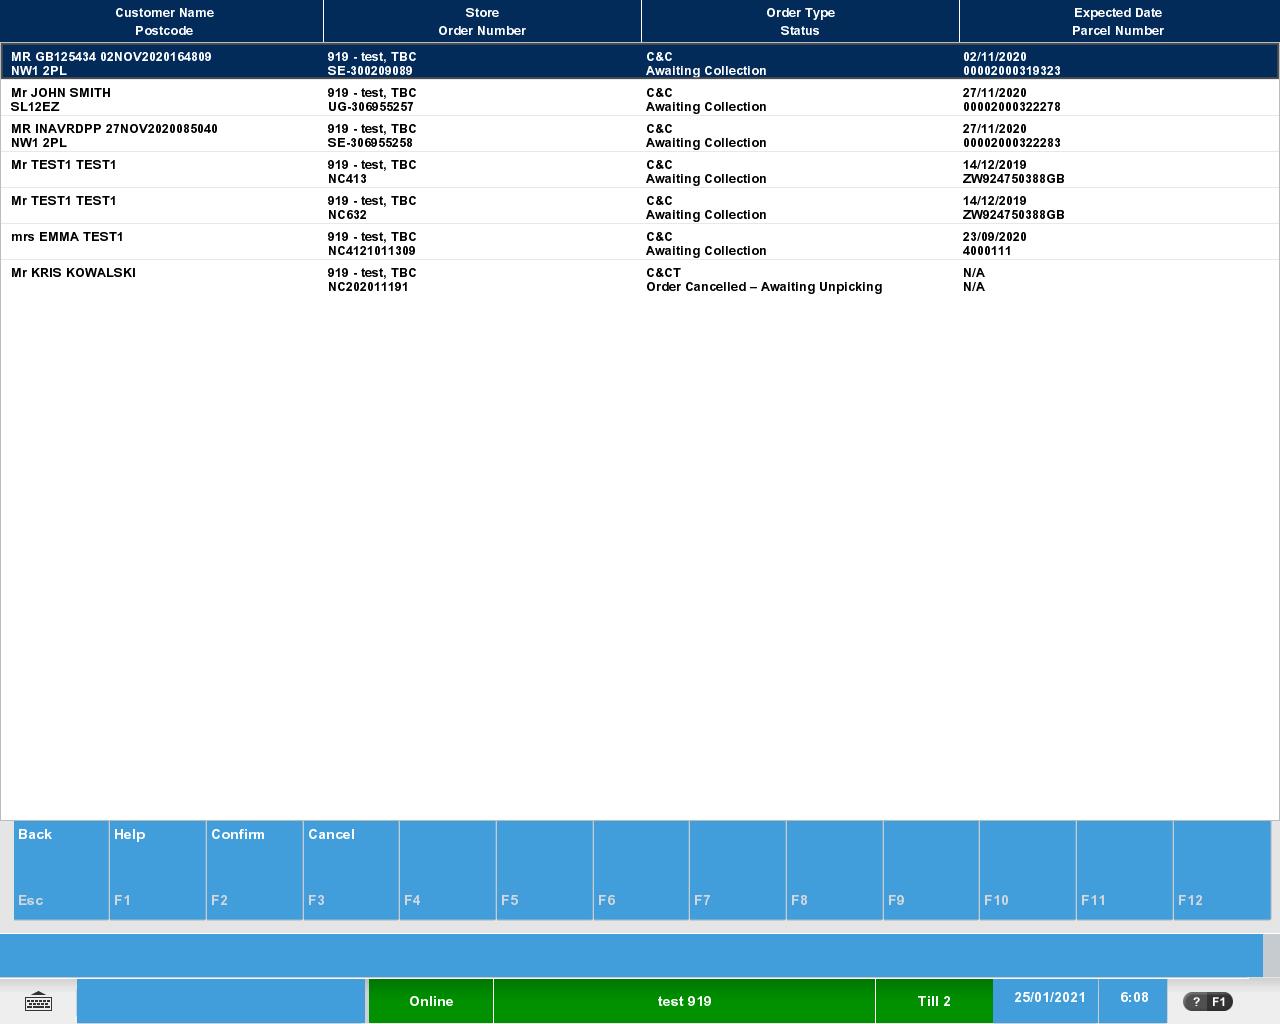 Customer Name Store Order Type Expected Date
Postcode Order Number Status Parcel Number
MR GB125434 02NOV2020164809 919 - test, TBC C&C 02/11/2020
NW1 2PL SE-300209089 Awaiting Collection 00002000319323
Mr JOHN SMITH 919 - test, TBC C&C 27/11/2020
SL12EZ UG-306955257 Awaiting Collection 00002000322278
MR INAVRDPP 27NOV2020085040 919 - test, TBC C&C 27/11/2020
NW1 2PL SE-306955258 Awaiting Collection 00002000322283
Mr TEST1 TEST1 919 - test, TBC C&C 14/12/2019
NC413 Awaiting Collection ZW924750388GB
Mr TEST1 TEST1 919 - test, TBC C&C 14/12/2019
NC632 Awaiting Collection ZW924750388GB
mrs EMMA TEST1 919 - test, TBC C&C 23/09/2020
NC4121011309 Awaiting Collection 4000111
Mr KRIS KOWALSKI 919 - test, TBC C&CT N/A
NC202011191 Order Cancelled – Awaiting Unpicking N/A
Back Help Confirm Cancel
Esc F1 F2 F3 F4 F5 F6 F7 F8 F9 F10 F11 F12
Online test 919 Till 2 25/01/2021 6:08 ? F1